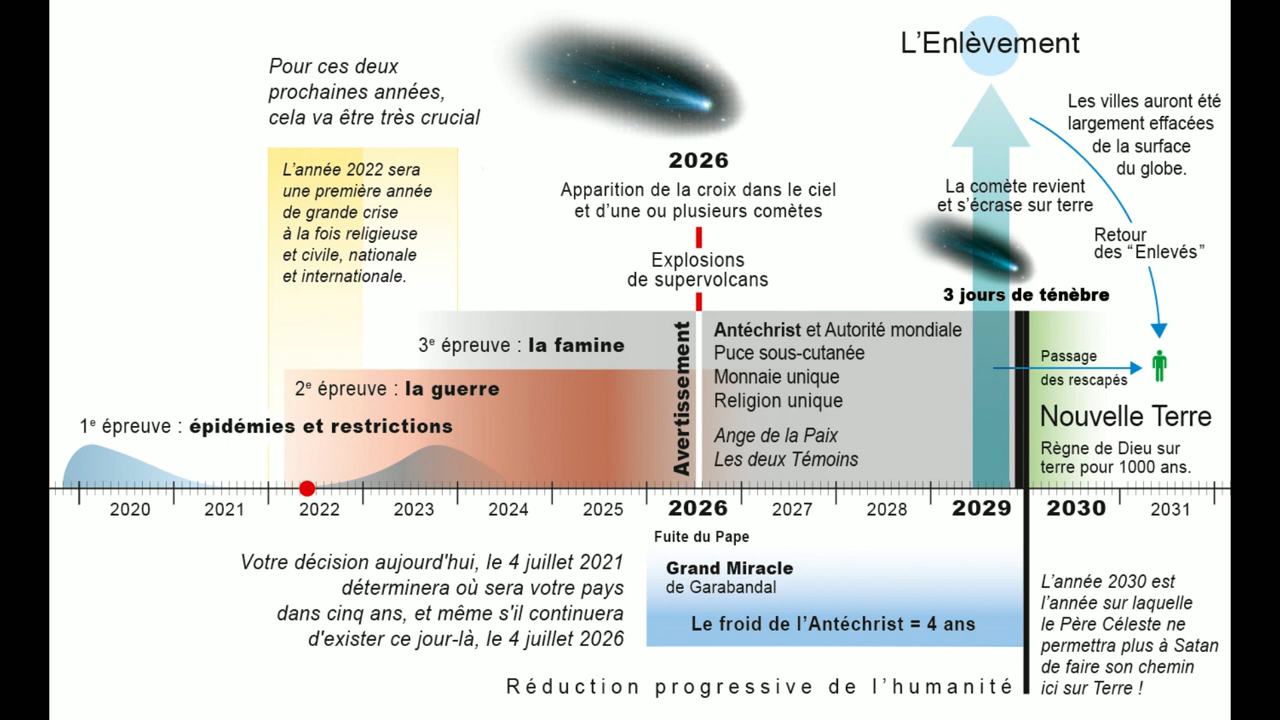 Pour ces deux
prochaines années,
cela va être très crucial
L'année 2022 sera
une première année
de grande crise
à la fois religieuse
et civile, nationale
et internationale.
2026
Apparition de la croix dans le ciel
et d'une ou plusieurs comètes
Explosions
de supervolcans
L'Enlèvement
Les villes auront été
largement effacées
de la surface
du globe.
La comète revient
et s'écrase sur terre
Retour
des "Enlevés"
3 jours de ténèbre
3e épreuve : la famine
2e épreuve : la guerre
1e épreuve : épidémies et restrictions
Avertissement
Antéchrist et Autorité mondiale
Puce sous-cutanée
Monnaie unique
Religion unique
Ange de la Paix
Les deux Témoins
Passage
des rescapés
Nouvelle Terre
Règne de Dieu sur
terre pour 1000 ans.
2020 2021 2022 2023 2024 2025 2026 2027 2028 2029 2030 2031
Fuite du Pape
Grand Miracle
de Garabandal
Le froid de l'Antéchrist = 4 ans
Votre décision aujourd'hui, le 4 juillet 2021
déterminera où sera votre pays
dans cinq ans, et même s'il continuera
d'exister ce jour-là, le 4 juillet 2026
L'année 2030 est
l'année sur laquelle
le Père Céleste ne
permettra plus à Satan
de faire son chemin
ici sur Terre !
Réduction progressive de l'humanité